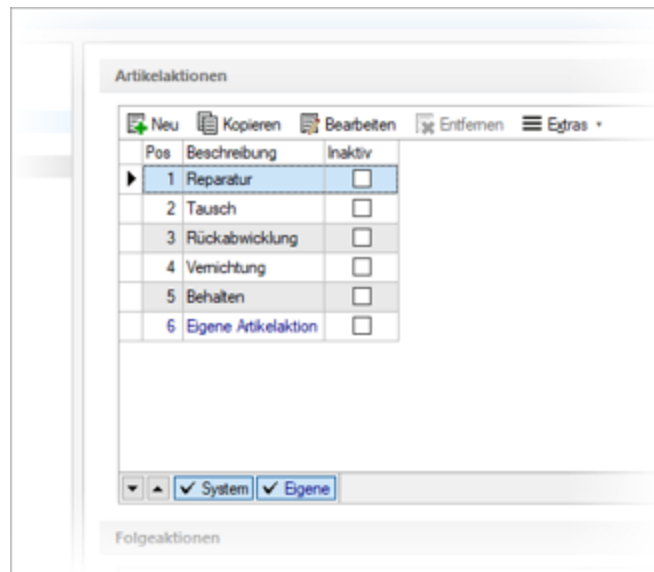 Artikelaktionen
Neu Kopieren Bearbeiten Entfernen Extras
Pos Beschreibung Inaktiv
1 Reparatur
2 Tausch
3 Rückabwicklung
4 Vernichtung
5 Behalten
6 Eigene Artikelaktion
System Eigene
Folgeaktionen